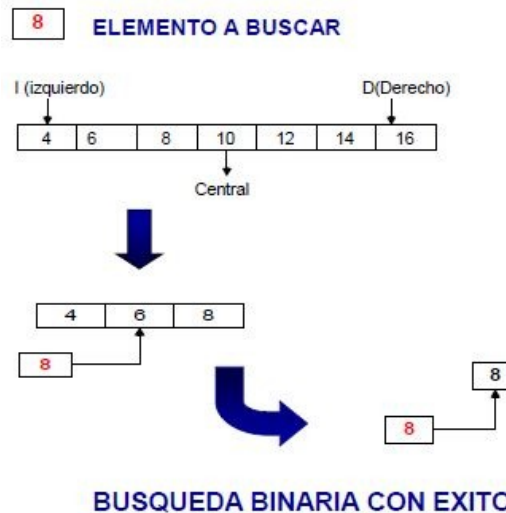 8 ELEMENTO A BUSCAR
I (izquierdo) D(Derecho)
4 6 8 10 12 14 16
Central
4 6 8
8
8
8
BUSQUEDA BINARIA CON EXITO